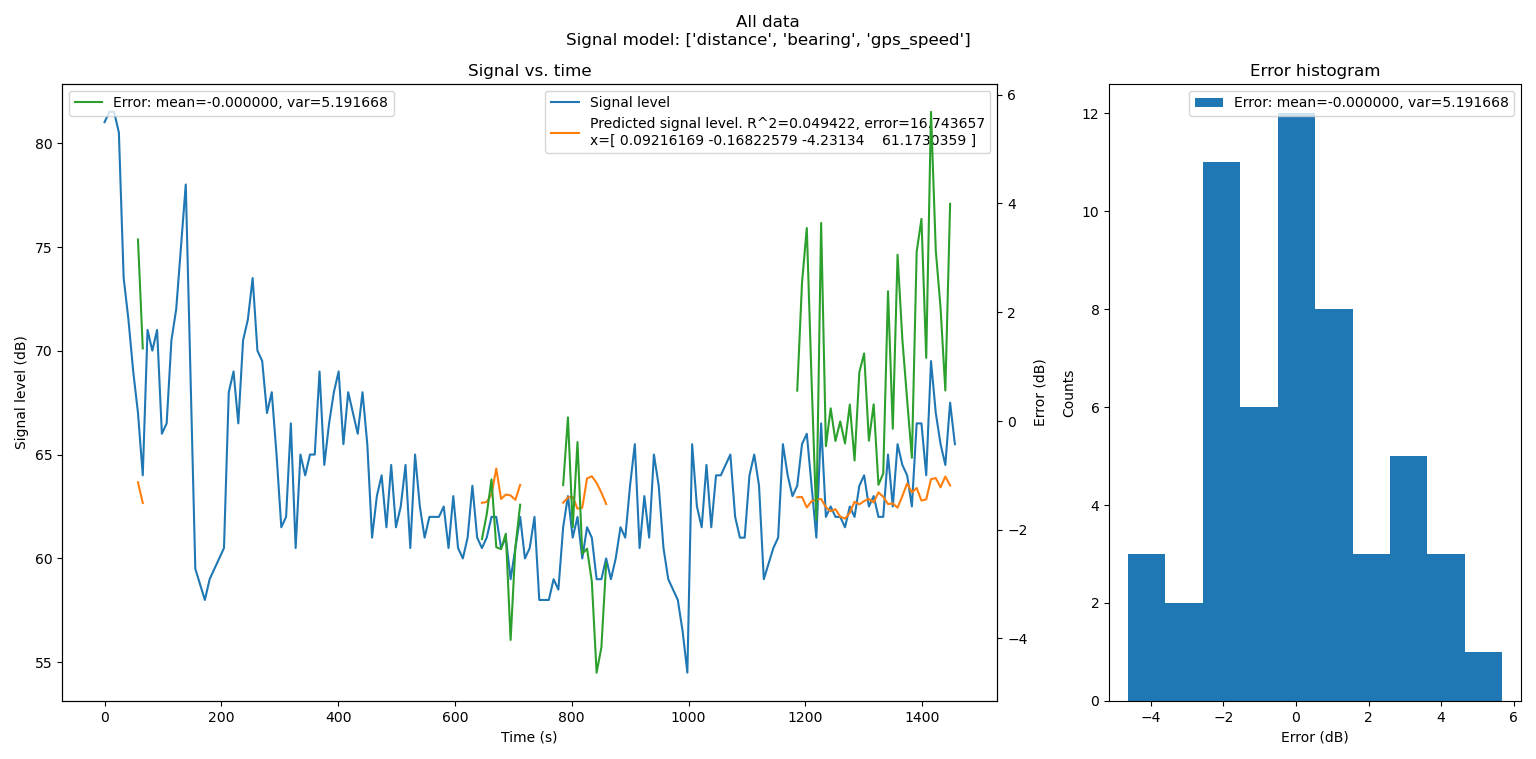 All data
Signal model: ['distance', 'bearing', 'gps_speed']
Signal vs. time
Error: mean=-0.000000, var=5.191668
Signal level
Predicted signal level. R^2=0.049422, error=16.743657
x=[ 0.09216169 -0.16822579 -4.23134    61.1730359 ]
Signal level (dB)
80
75
70
65
60
55
0
200
400
600
800
1000
1200
1400
Time (s)
6
4
2
0
−2
−4
Error (dB)
Error histogram
Error: mean=-0.000000, var=5.191668
Counts
12
10
8
6
4
2
0
−4
−2
0
2
4
6
Error (dB)